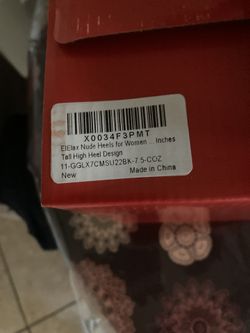 X0034F3PMT
ElElax Nude Heels for Women ... Inches
Tall High Heel Design
11-GGLX7CMSU22BK-7.5-COZ
New Made in China